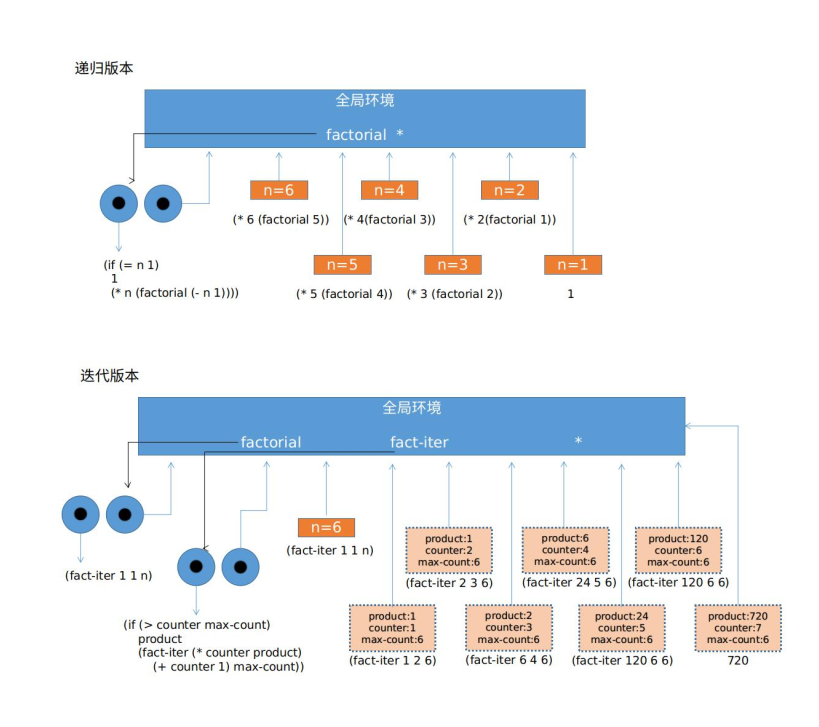 递归版本
全局环境
factorial *
n=6
n=4
n=2
(* 6 (factorial 5))
(* 4(factorial 3))
(* 2(factorial 1))
(if (= n 1)
1
(* n (factorial (- n 1))))
n=5
n=3
n=1
(* 5 (factorial 4))
(* 3 (factorial 2))
1
迭代版本
全局环境
factorial
fact-iter
*
n=6
(fact-iter 1 1 n)
(fact-iter 1 1 n)
product:1
counter:2
max-count:6
(fact-iter 2 3 6)
product:6
counter:4
max-count:6
(fact-iter 24 5 6)
product:120
counter:6
max-count:6
(fact-iter 120 6 6)
(if (> counter max-count)
product
(fact-iter (* counter product)
(+ counter 1) max-count))
product:1
counter:1
max-count:6
(fact-iter 1 2 6)
product:2
counter:3
max-count:6
(fact-iter 6 4 6)
product:24
counter:5
max-count:6
(fact-iter 120 6 6)
product:720
counter:7
max-count:6
720